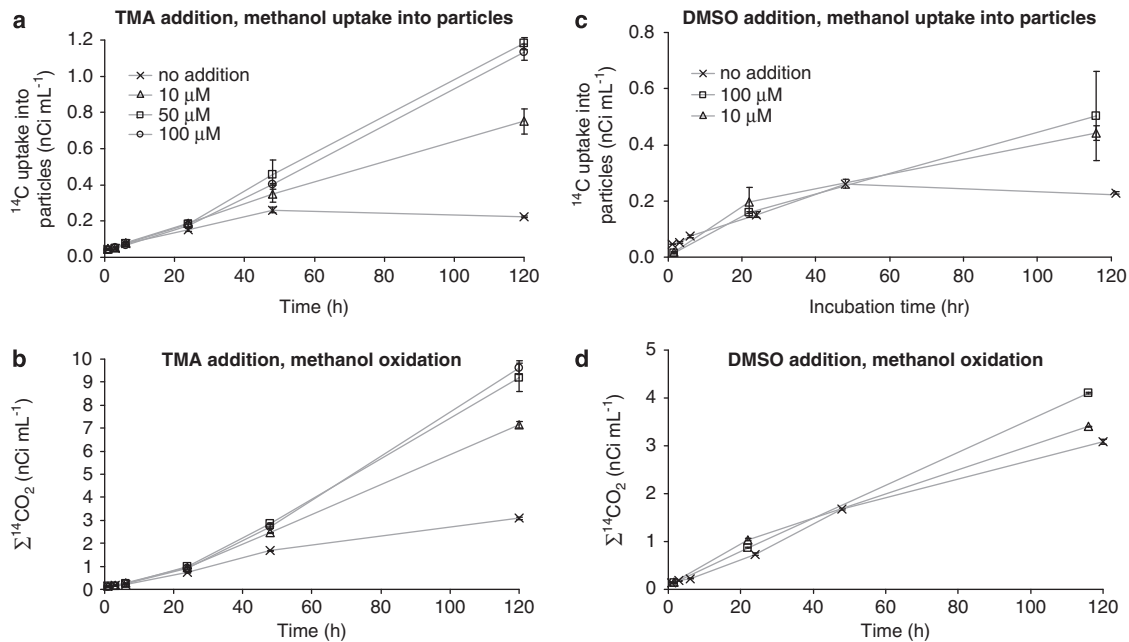 a TMA addition, methanol uptake into particles
¹⁴C uptake into
particles (nCi mL⁻¹)
1.2
1.0
0.8
0.6
0.4
0.2
0.0
no addition
10 µM
50 µM
100 µM
0 20 40 60 80 100 120
Time (h)
c DMSO addition, methanol uptake into particles
¹⁴C uptake into
particles (nCi mL⁻¹)
0.8
0.6
0.4
0.2
0.0
no addition
100 µM
10 µM
0 20 40 60 80 100 120
Incubation time (hr)
b TMA addition, methanol oxidation
Σ¹⁴CO₂ (nCi mL⁻¹)
10
9
8
7
6
5
4
3
2
1
0
0 20 40 60 80 100 120
Time (h)
d DMSO addition, methanol oxidation
Σ¹⁴CO₂ (nCi mL⁻¹)
5
4
3
2
1
0
0 20 40 60 80 100 120
Time (h)